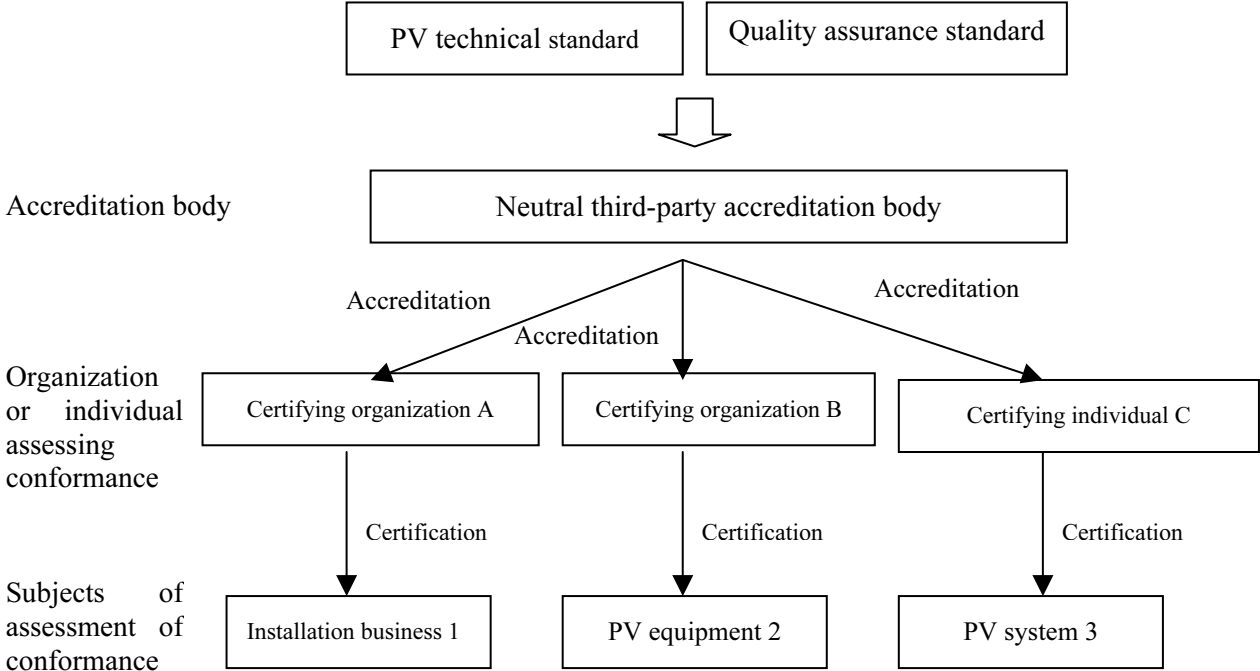 PV technical standard
Quality assurance standard
Accreditation body
Neutral third-party accreditation body
Accreditation
Accreditation
Accreditation
Organization
or individual
assessing
conformance
Certifying organization A
Certifying organization B
Certifying individual C
Certification
Certification
Certification
Subjects of
assessment of
conformance
Installation business 1
PV equipment 2
PV system 3